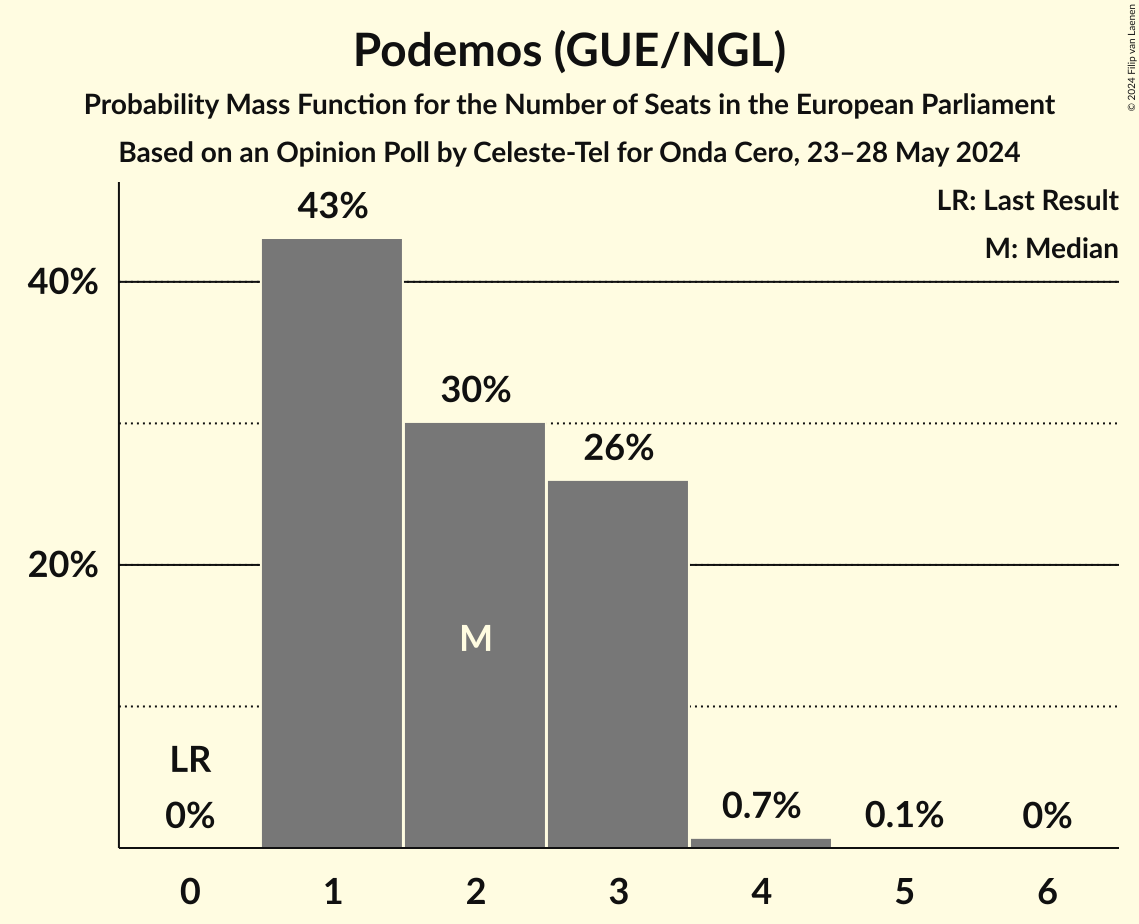 Podemos (GUE/NGL)
Probability Mass Function for the Number of Seats in the European Parliament
Based on an Opinion Poll by Celeste-Tel for Onda Cero, 23–28 May 2024
© 2024 Filip van Laenen
LR: Last Result
M: Median
43%
40%
30%
26%
20%
M
LR
0%
0.7%
0.1%
0%
0 1 2 3 4 5 6